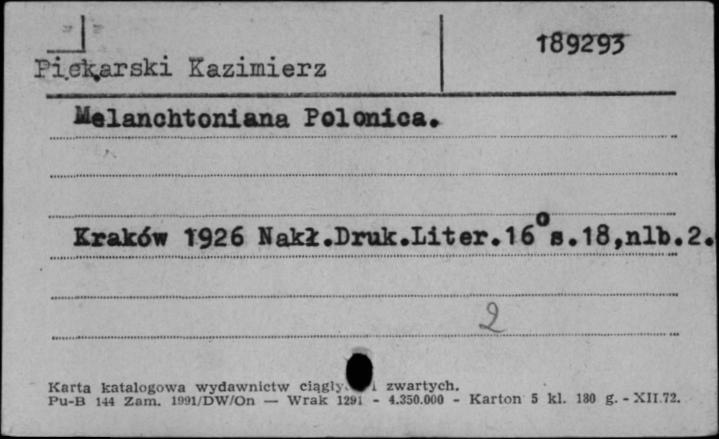 189293
Piekarski Kazimierz
Melanchtoniana Polonica.
Kraków 1926 Nakł.Druk.Liter.16° s.18,nlb.2.
2
Karta katalogowa wydawnictw zwartych.
Pu-B 144 Zam. 1991/DW/On — Wrak 1291 - 4.350.000 - Karton 5 kl. 180 g. - XII.72.